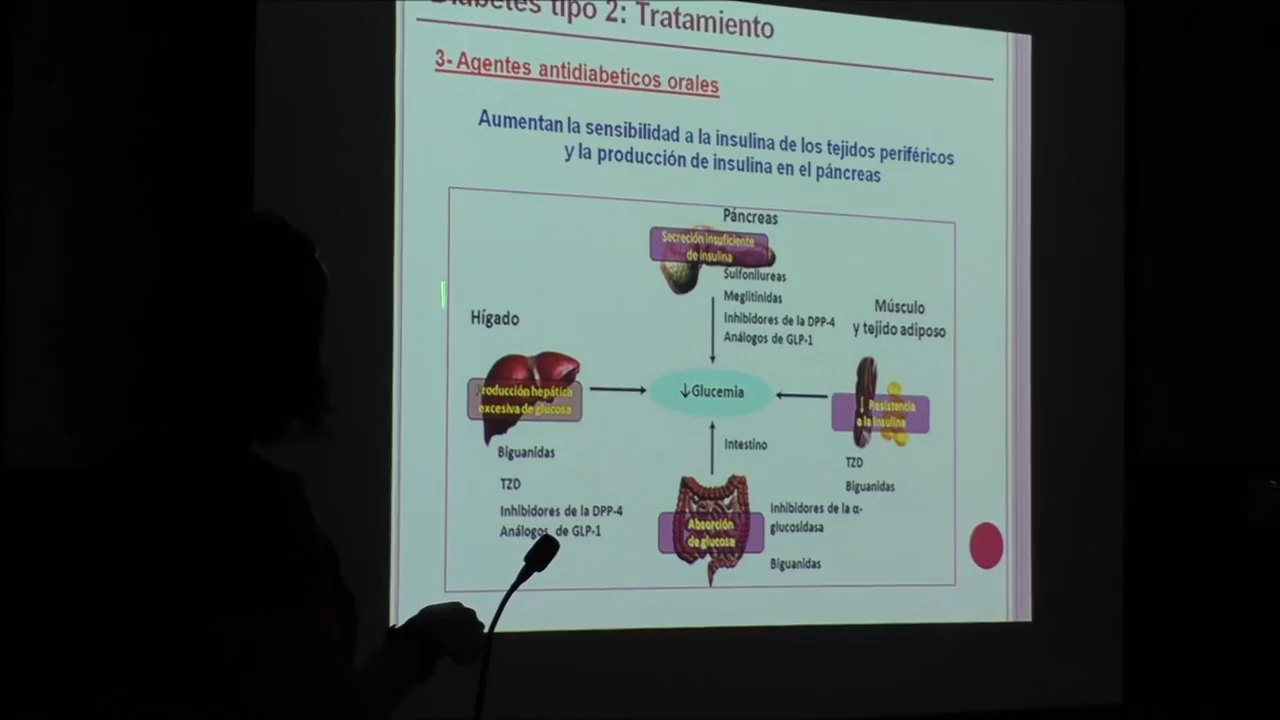 Diabetes tipo 2: Tratamiento
3- Agentes antidiabeticos orales
Aumentan la sensibilidad a la insulina de los tejidos periféricos
y la producción de insulina en el páncreas
Páncreas
Secreción insuficiente
de insulina
Sulfonilureas
Meglitinidas
Inhibidores de la DPP-4
Análogos de GLP-1
Músculo
y tejido adiposo
Hígado
Producción hepática
excesiva de glucosa
↓Glucemia
↓ Resistencia
a la insulina
Biguanidas
TZD
Inhibidores de la DPP-4
Análogos de GLP-1
Intestino
TZD
Biguanidas
Absorción
de glucosa
Inhibidores de la α-
glucosidasa
Biguanidas